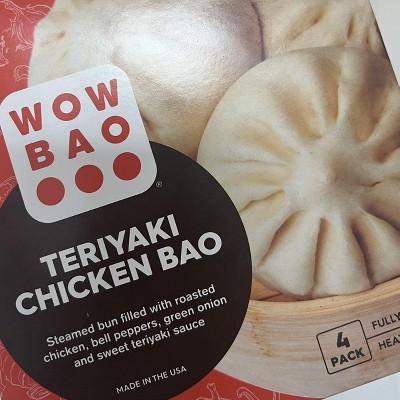 WOW
BAO
®
TERIYAKI
CHICKEN BAO
Steamed bun filled with roasted
chicken, bell peppers, green onion
and sweet teriyaki sauce
MADE IN THE USA
4
PACK
FULLY
HEA